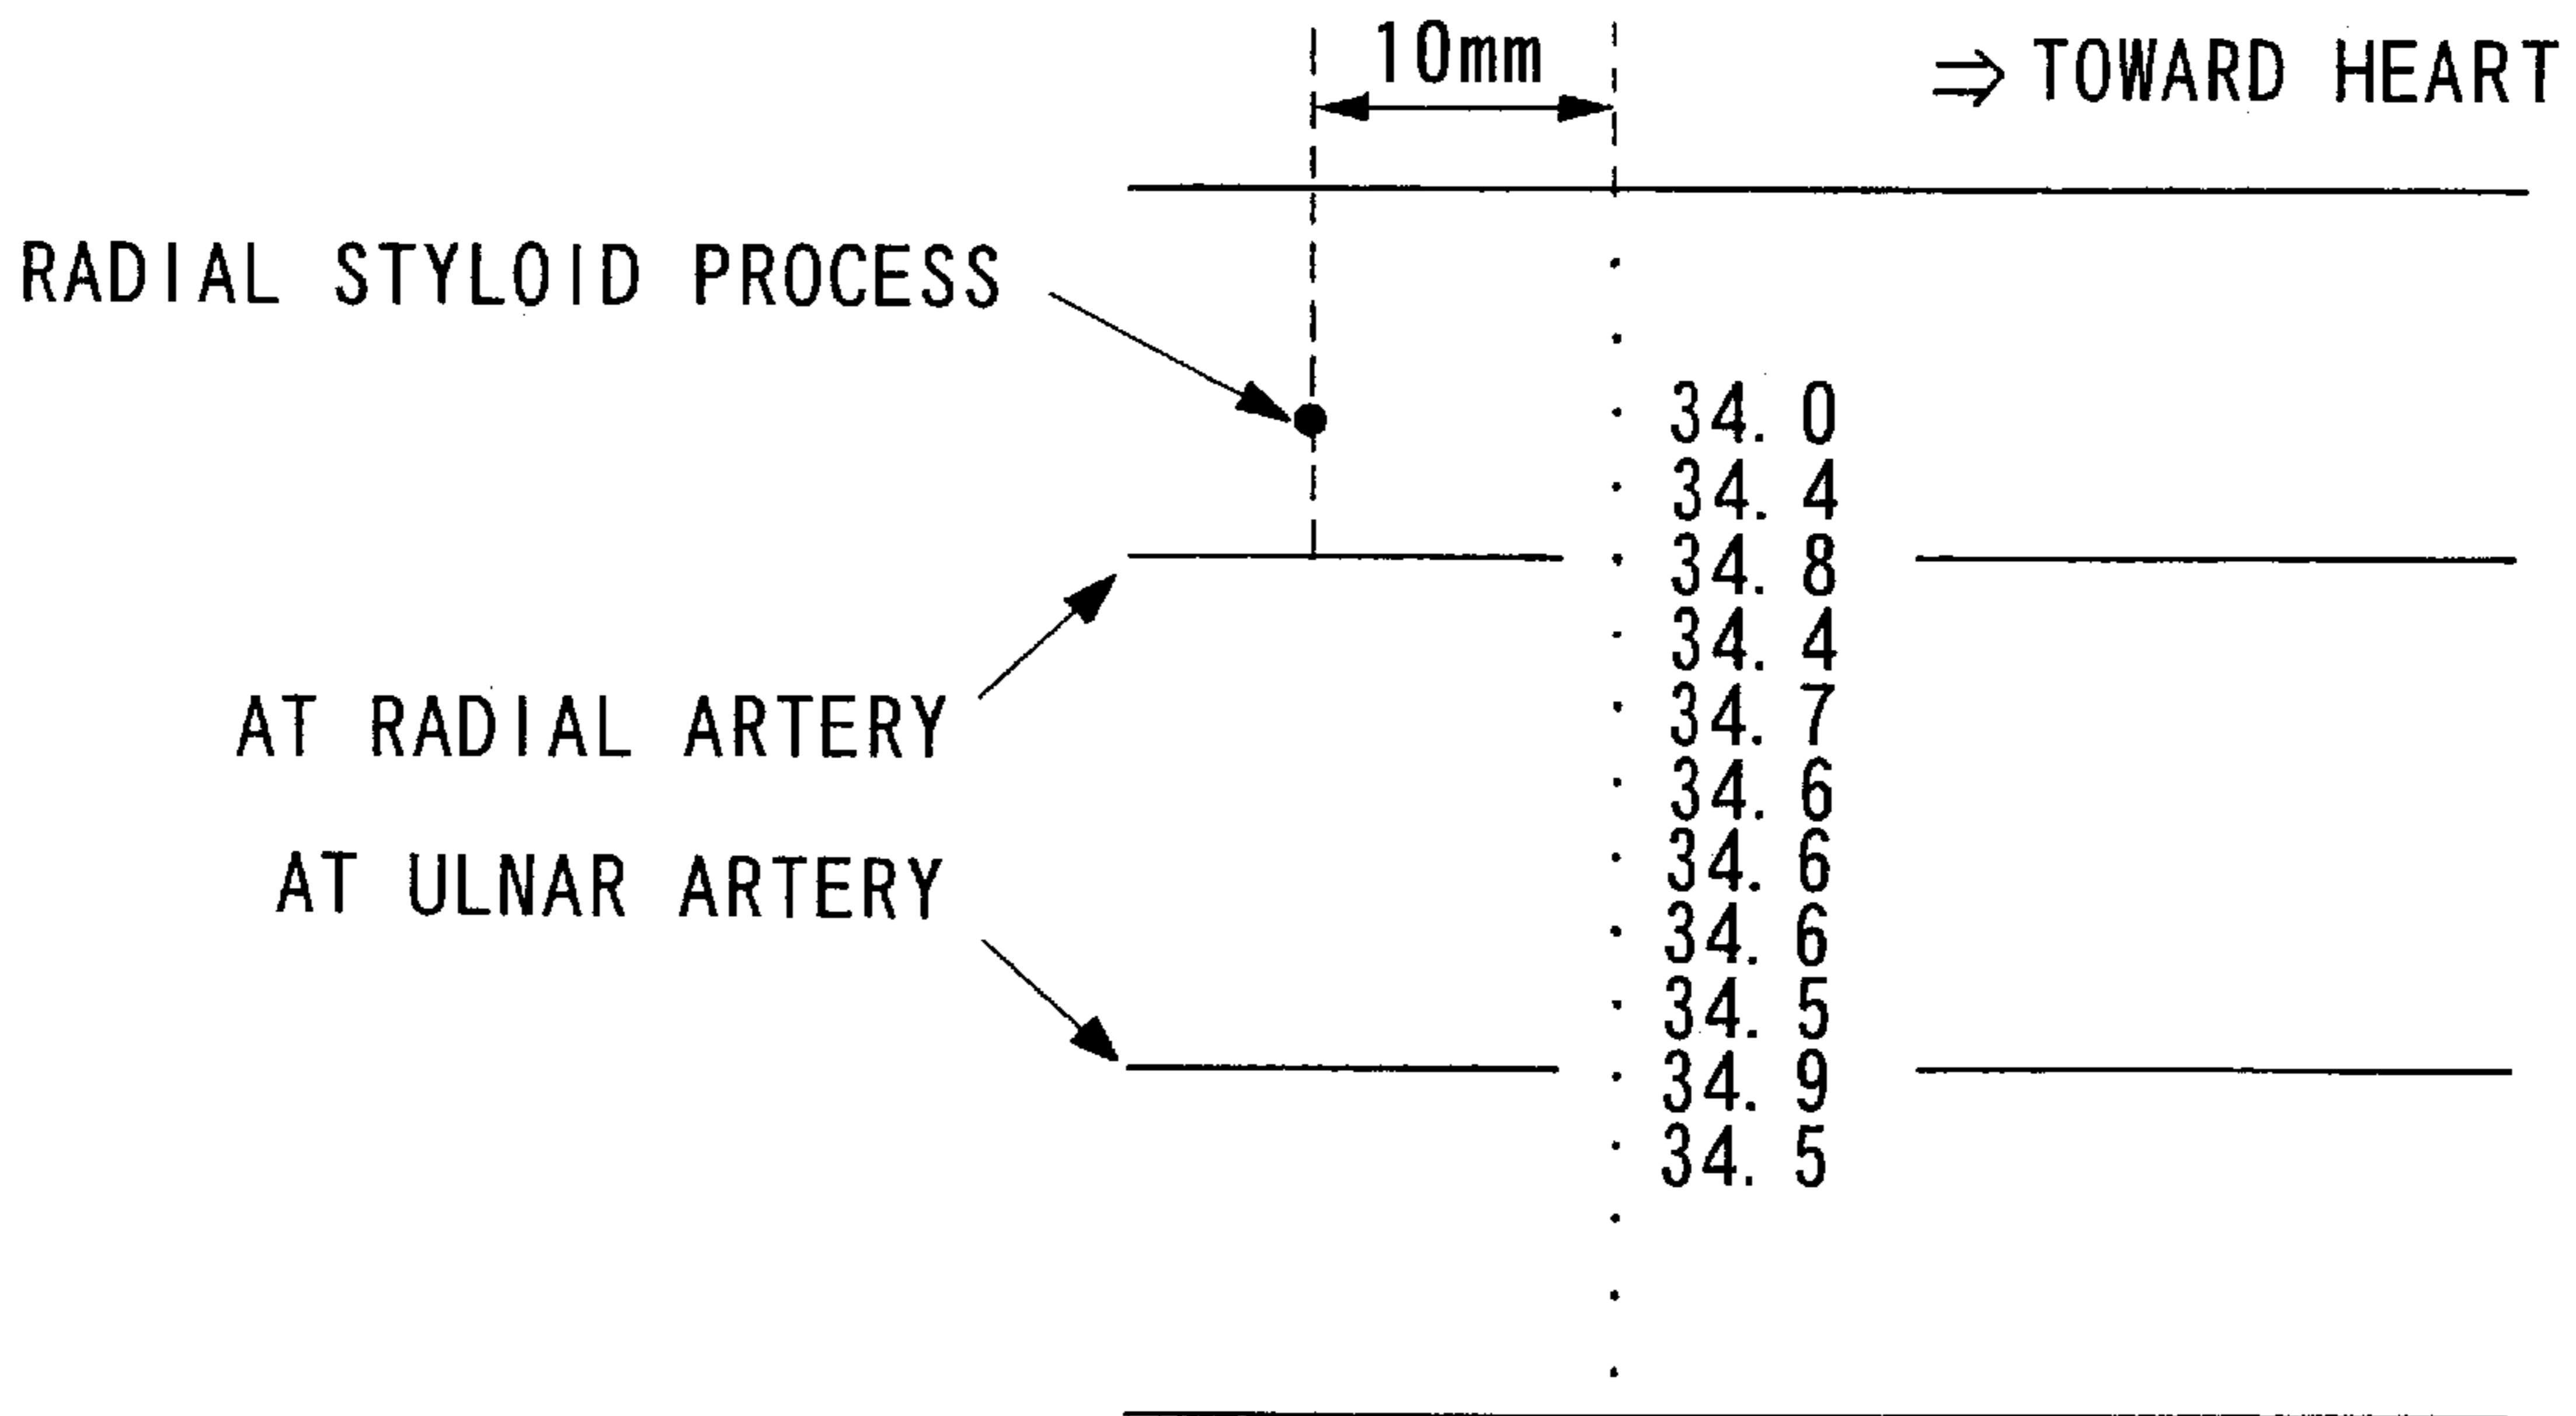 10mm
⇒ TOWARD HEART
RADIAL STYLOID PROCESS
34.0
34.4
34.8
34.4
AT RADIAL ARTERY
34.7
34.6
AT ULNAR ARTERY
34.6
34.6
34.5
34.9
34.5